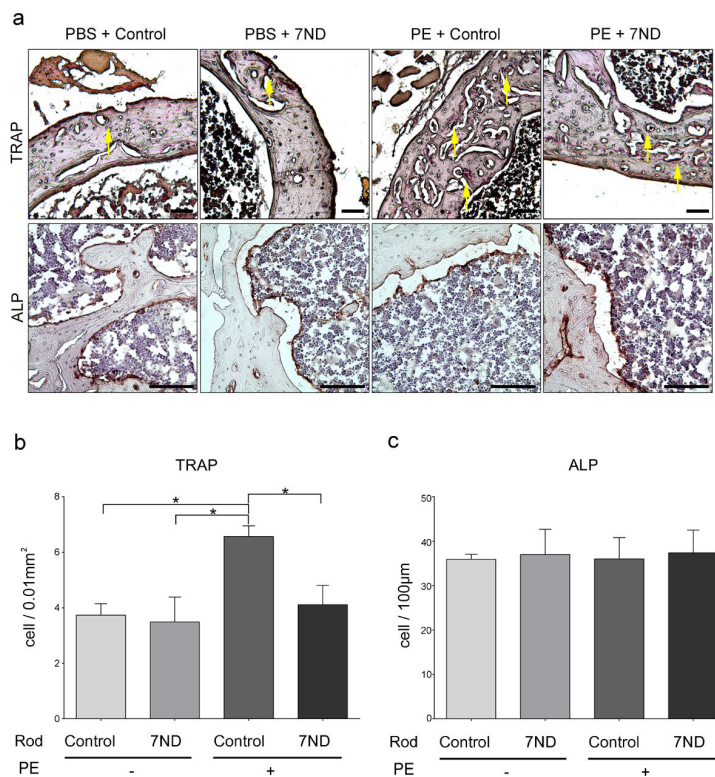 a
PBS + Control PBS + 7ND PE + Control PE + 7ND
TRAP
ALP
b
TRAP
cell / 0.01mm²
8
6
4
2
0
* * *
Rod Control 7ND Control 7ND
PE - +
c
ALP
cell / 100µm
50
40
30
20
10
0
Rod Control 7ND Control 7ND
PE - +